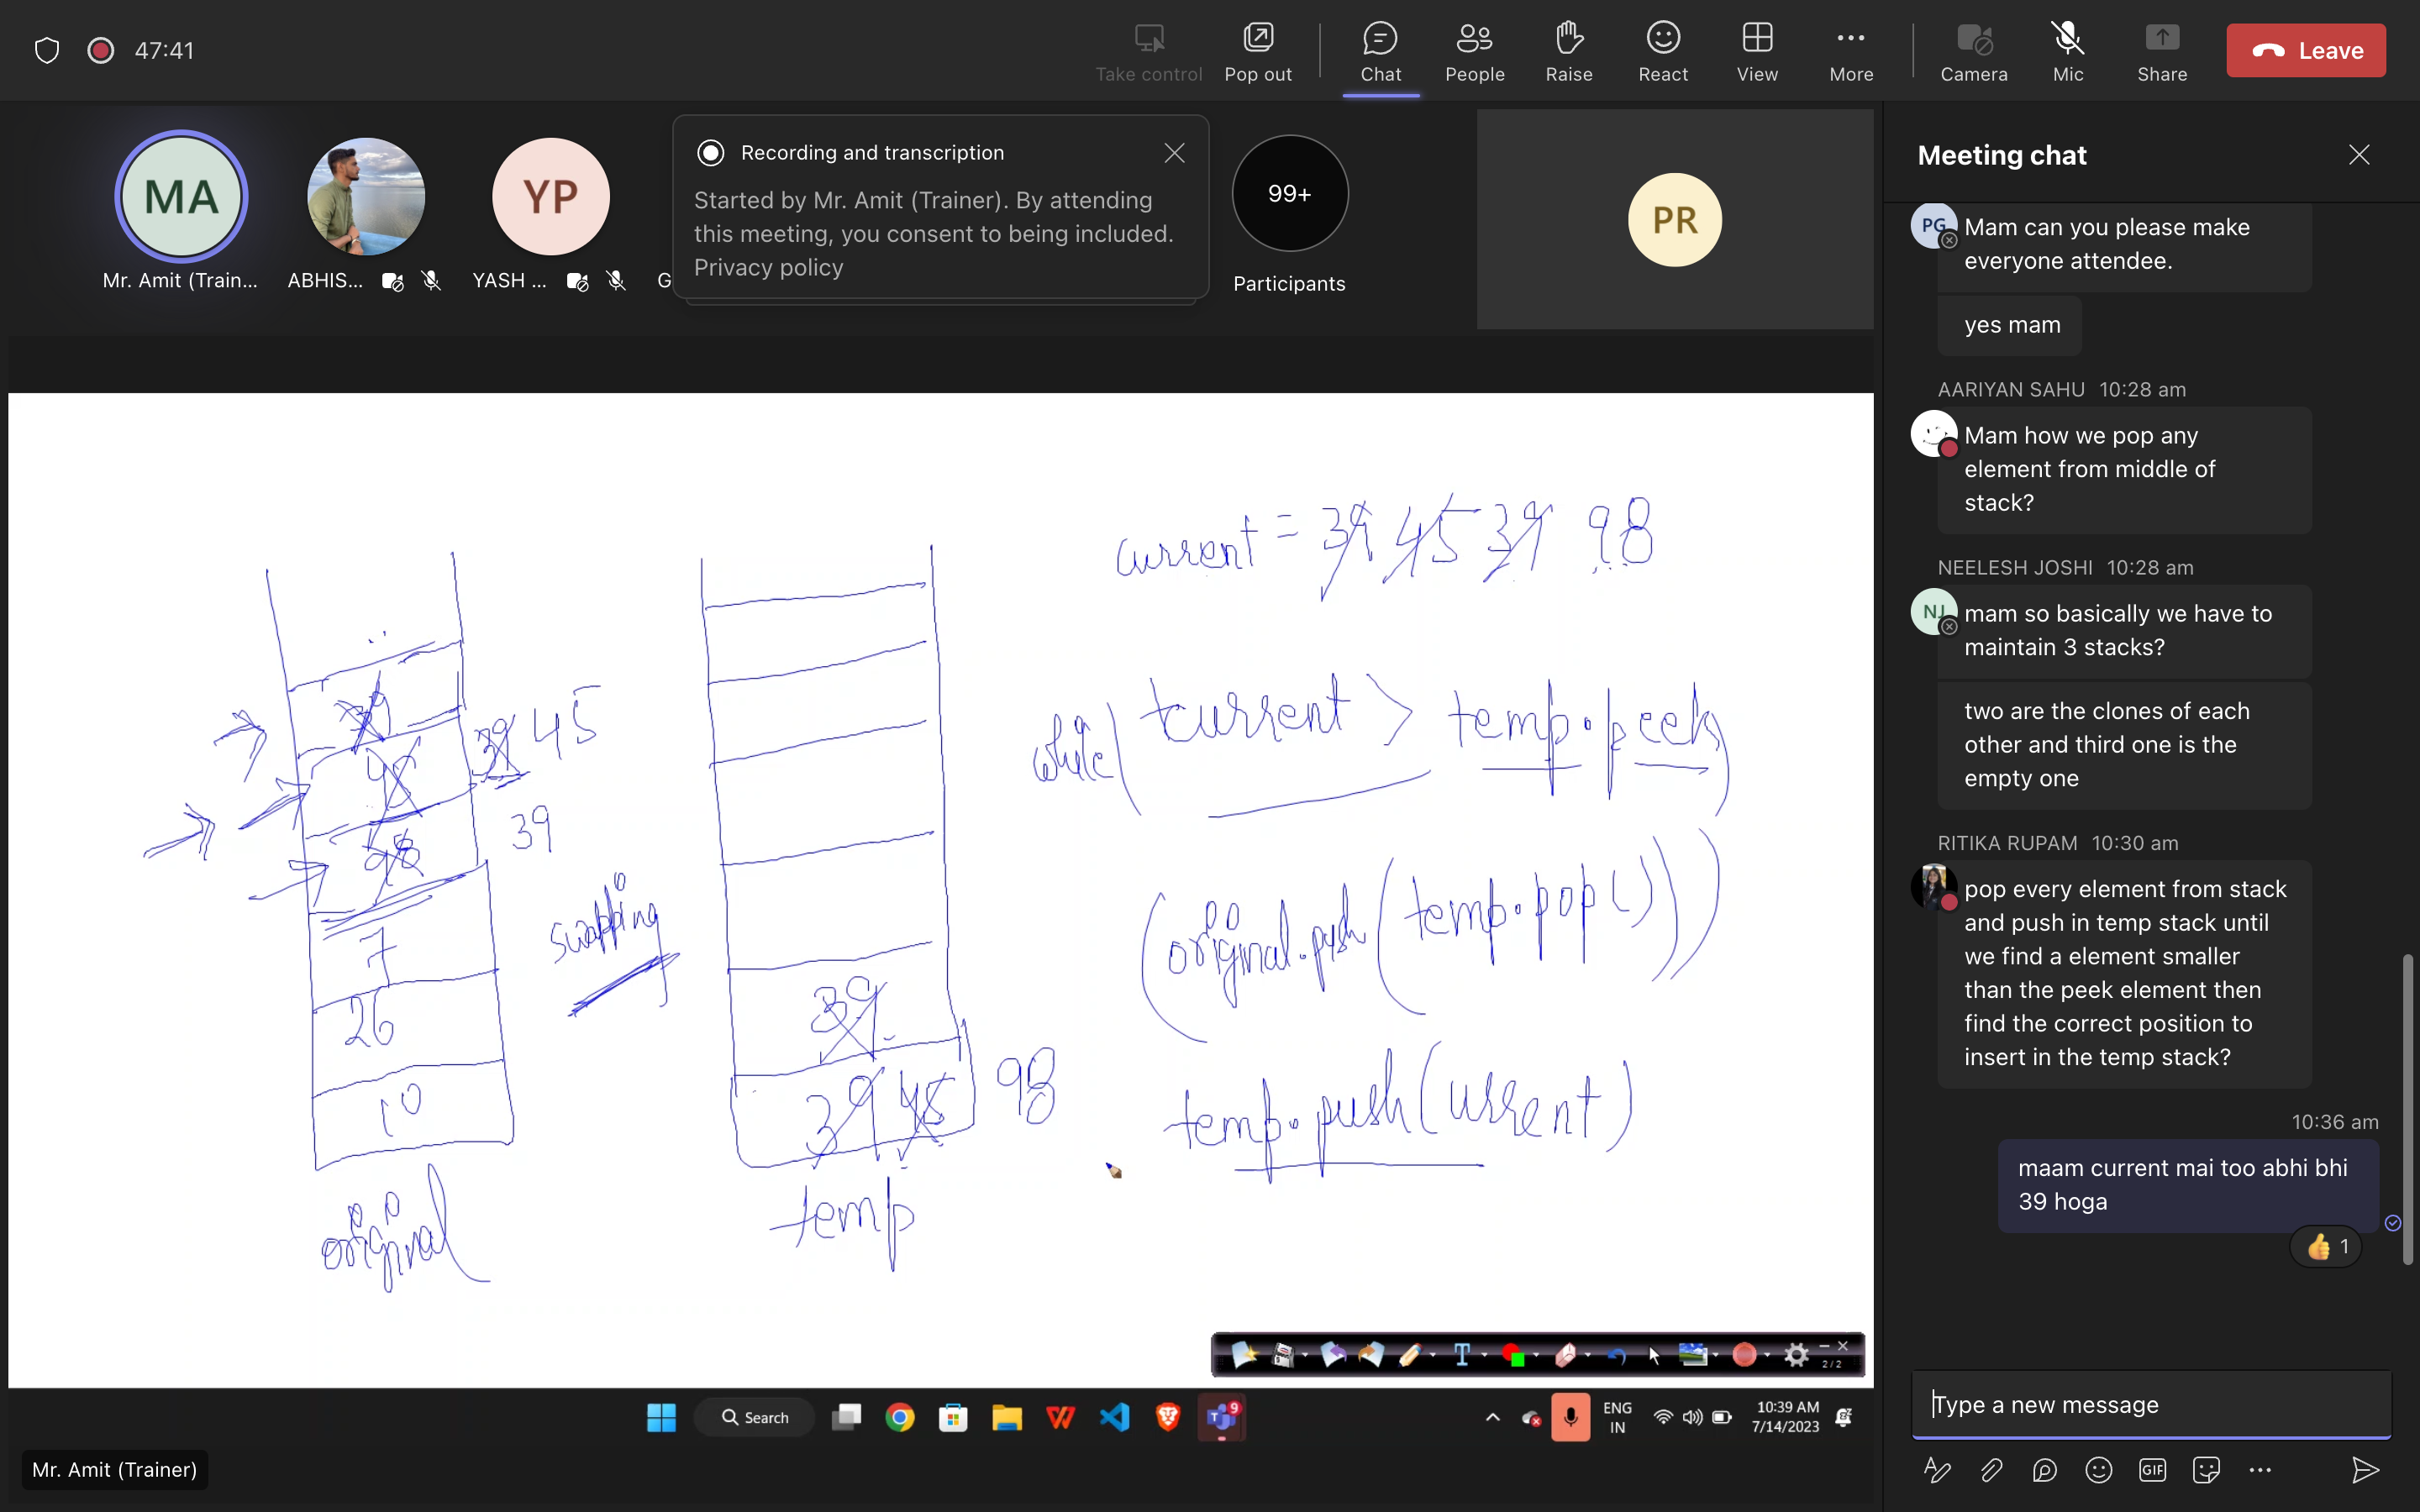 47:41
Take control
Pop out
Chat
People
Raise
React
View
More
Camera
Mic
Share
Leave
MA
Mr. Amit (Train...
ABHIS...
YP
YASH ...
G
Recording and transcription
Started by Mr. Amit (Trainer). By attending
this meeting, you consent to being included.
Privacy policy
99+
Participants
PR
current = 39 45 39 98
39
45
98
7
26
10
39 45
39
swapping
original
39
39 45
98
temp
while(current > temp.peek)
(original.push(temp.pop()))
temp.push(current)
2/2
Search
9
ENG
IN
10:39 AM
7/14/2023
Mr. Amit (Trainer)
Meeting chat
PG
Mam can you please make
everyone attendee.
yes mam
AARIYAN SAHU 10:28 am
Mam how we pop any
element from middle of
stack?
NEELESH JOSHI 10:28 am
NJ
mam so basically we have to
maintain 3 stacks?
two are the clones of each
other and third one is the
empty one
RITIKA RUPAM 10:30 am
pop every element from stack
and push in temp stack until
we find a element smaller
than the peek element then
find the correct position to
insert in the temp stack?
10:36 am
maam current mai too abhi bhi
39 hoga
👍 1
Type a new message
GIF